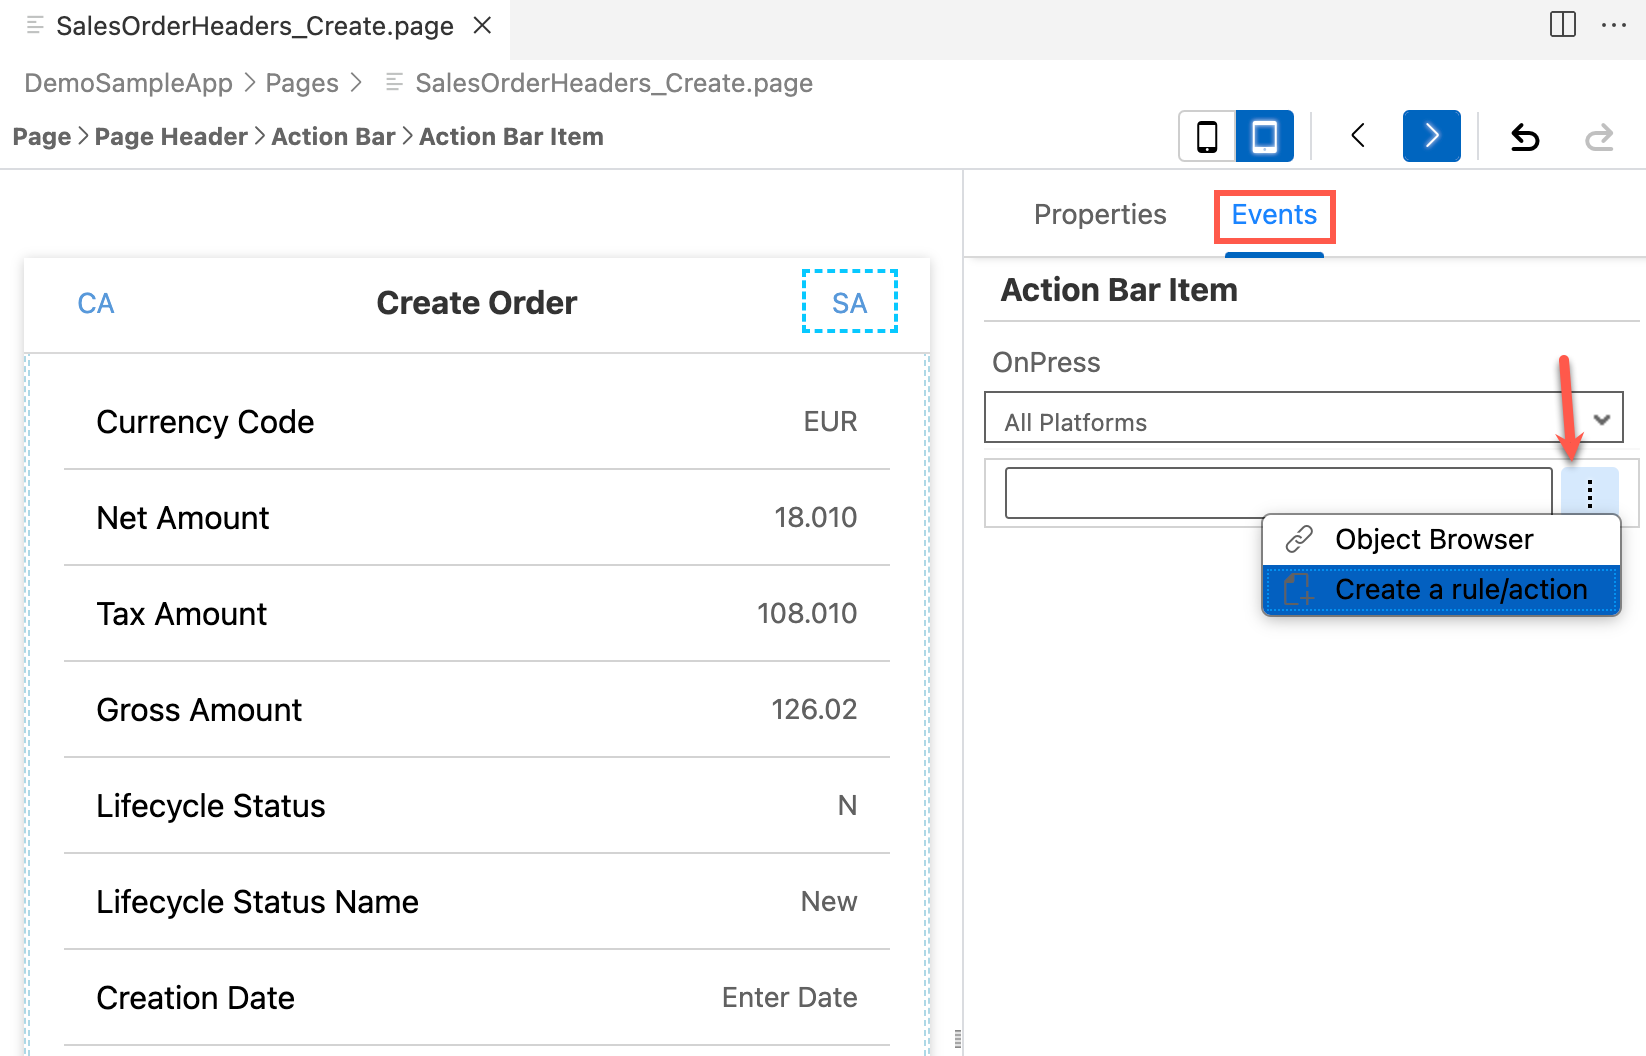 SalesOrderHeaders_Create.page
DemoSampleApp > Pages > SalesOrderHeaders_Create.page
Page > Page Header > Action Bar > Action Bar Item
Properties Events
CA Create Order SA
Action Bar Item
OnPress
All Platforms
Object Browser
Create a rule/action
Currency Code EUR
Net Amount 18.010
Tax Amount 108.010
Gross Amount 126.02
Lifecycle Status N
Lifecycle Status Name New
Creation Date Enter Date